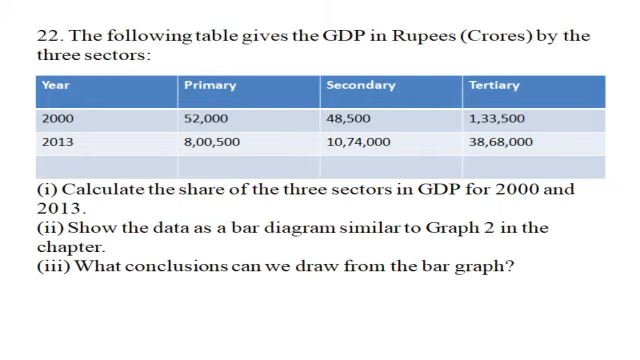 22. The following table gives the GDP in Rupees (Crores) by the
three sectors:
Year Primary Secondary Tertiary
2000 52,000 48,500 1,33,500
2013 8,00,500 10,74,000 38,68,000
(i) Calculate the share of the three sectors in GDP for 2000 and
2013.
(ii) Show the data as a bar diagram similar to Graph 2 in the
chapter.
(iii) What conclusions can we draw from the bar graph?